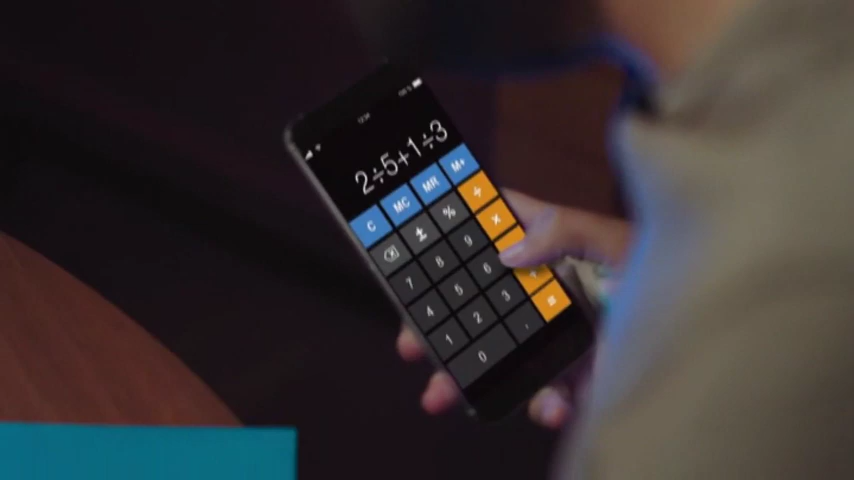 2÷5+1÷3
C MC MR M+
± % ÷
7 8 9 ×
4 5 6
1 2 3 +
0 . =